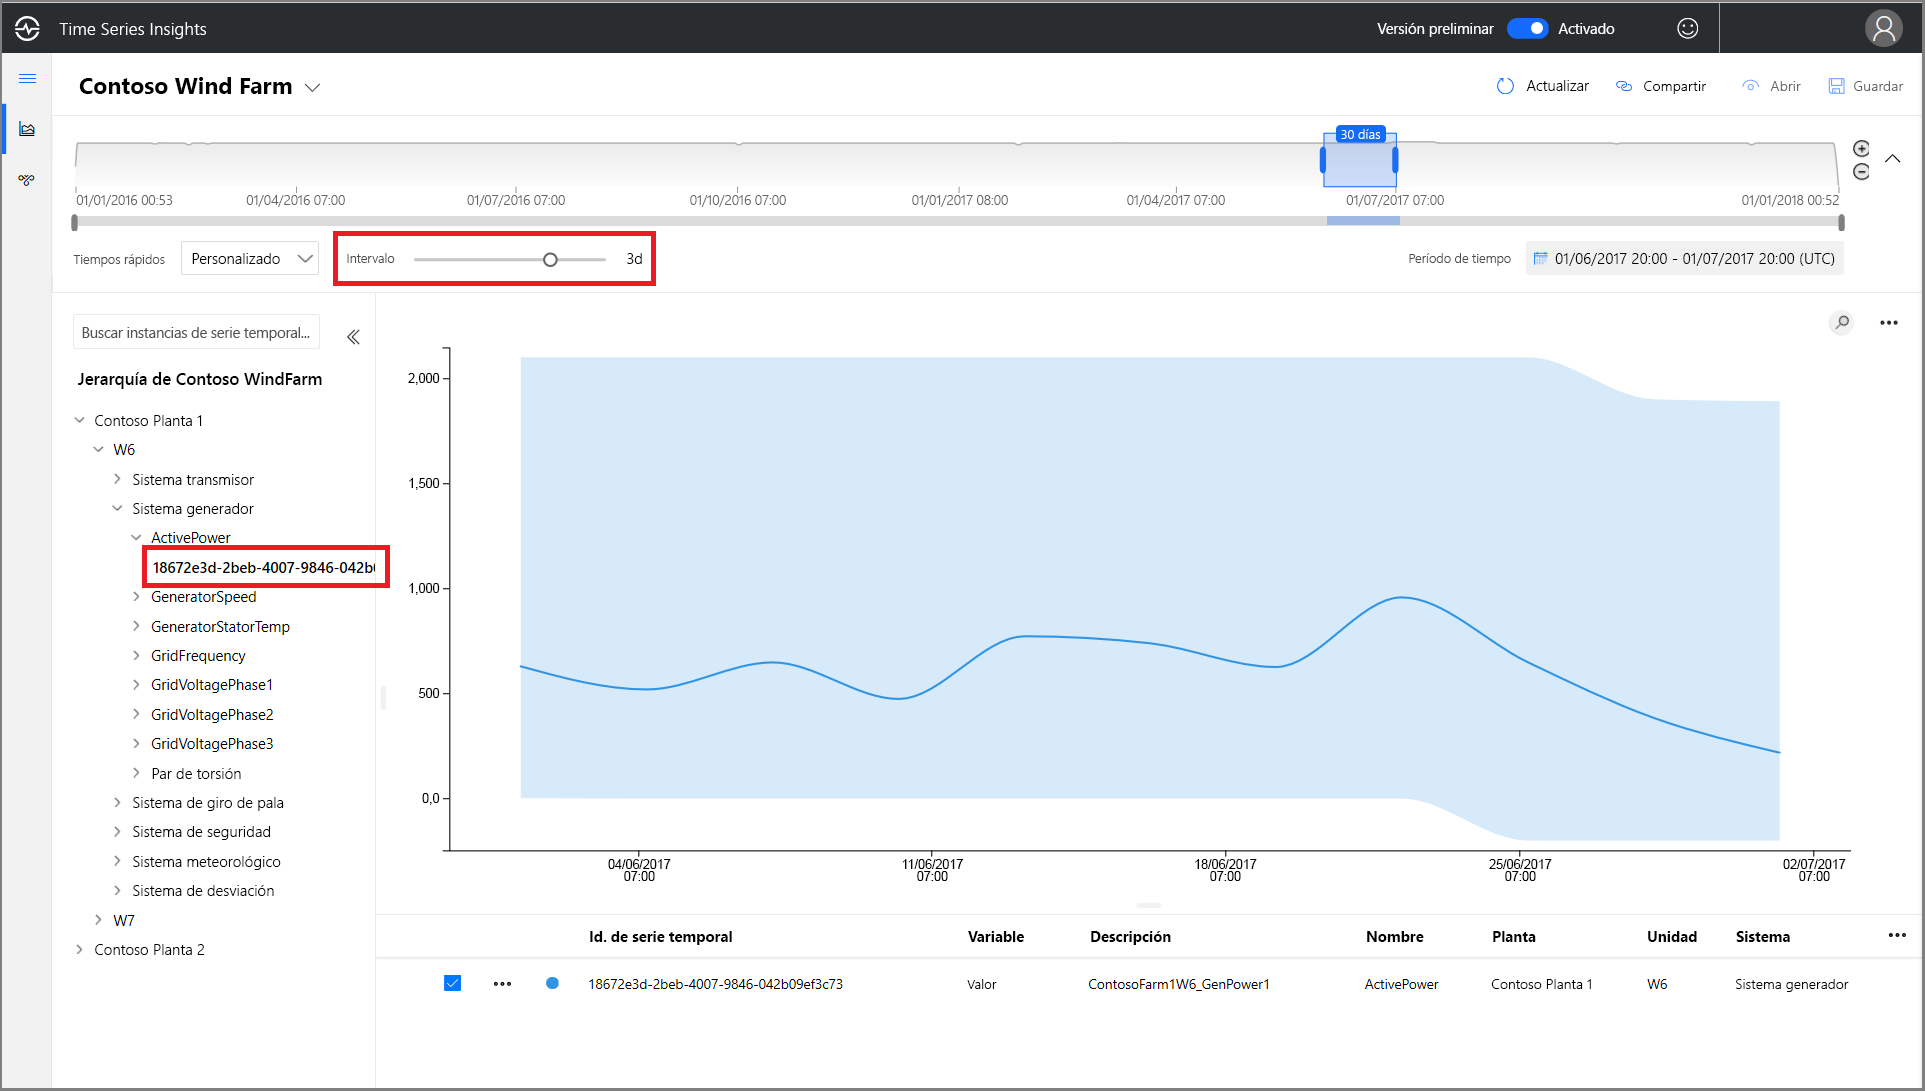 Time Series Insights
Versión preliminar
Activado
Contoso Wind Farm
Actualizar
Compartir
Abrir
Guardar
30 días
01/01/2016 00:53
01/04/2016 07:00
01/07/2016 07:00
01/10/2016 07:00
01/01/2017 08:00
01/04/2017 07:00
01/07/2017 07:00
01/01/2018 00:52
Tiempos rápidos
Personalizado
Intervalo
3d
Período de tiempo
01/06/2017 20:00 - 01/07/2017 20:00 (UTC)
Buscar instancias de serie temporal...
Jerarquía de Contoso WindFarm
Contoso Planta 1
W6
Sistema transmisor
Sistema generador
ActivePower
18672e3d-2beb-4007-9846-042b
GeneratorSpeed
GeneratorStatorTemp
GridFrequency
GridVoltagePhase1
GridVoltagePhase2
GridVoltagePhase3
Par de torsión
Sistema de giro de pala
Sistema de seguridad
Sistema meteorológico
Sistema de desviación
W7
Contoso Planta 2
2,000
1,500
1,000
500
0,0
04/06/2017
07:00
11/06/2017
07:00
18/06/2017
07:00
25/06/2017
07:00
02/07/2017
07:00
Id. de serie temporal
Variable
Descripción
Nombre
Planta
Unidad
Sistema
18672e3d-2beb-4007-9846-042b09ef3c73
Valor
ContosoFarm1W6_GenPower1
ActivePower
Contoso Planta 1
W6
Sistema generador